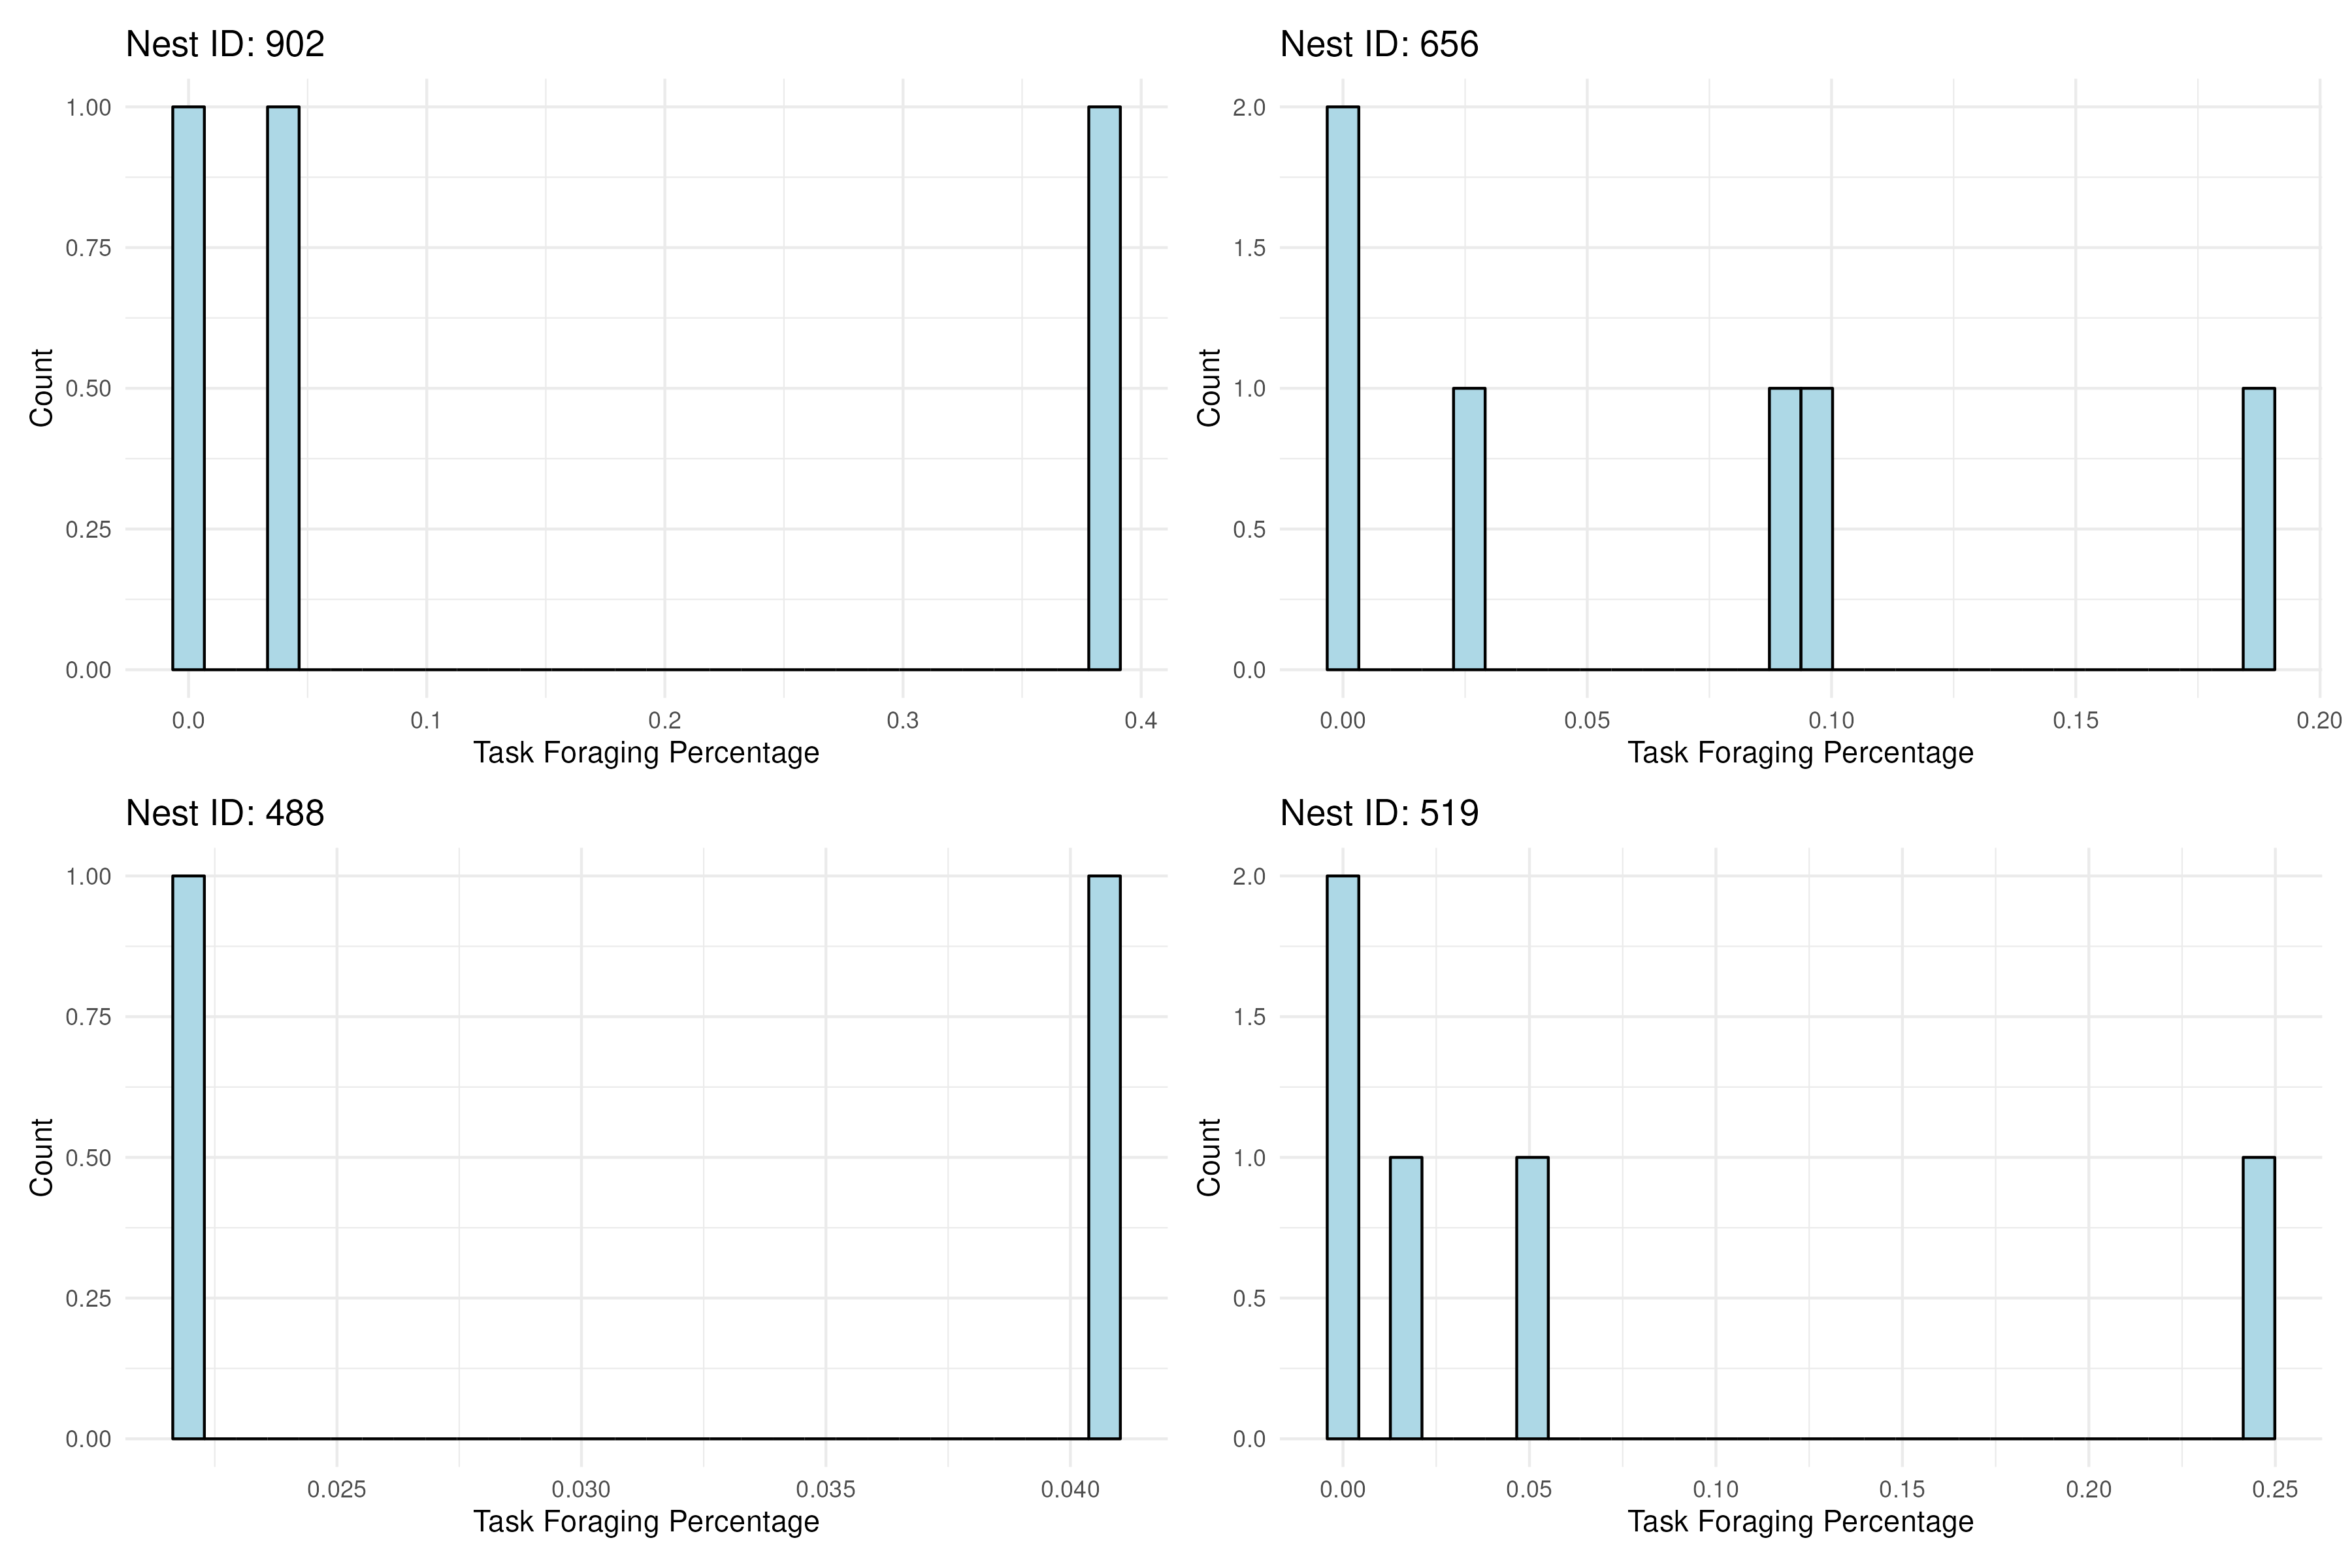 Nest ID: 902
1.00
0.75
0.50
0.25
0.00
Count
0.0 0.1 0.2 0.3 0.4
Task Foraging Percentage
Nest ID: 656
2.0
1.5
1.0
0.5
0.0
Count
0.00 0.05 0.10 0.15 0.20
Task Foraging Percentage
Nest ID: 488
1.00
0.75
0.50
0.25
0.00
Count
0.025 0.030 0.035 0.040
Task Foraging Percentage
Nest ID: 519
2.0
1.5
1.0
0.5
0.0
Count
0.00 0.05 0.10 0.15 0.20 0.25
Task Foraging Percentage